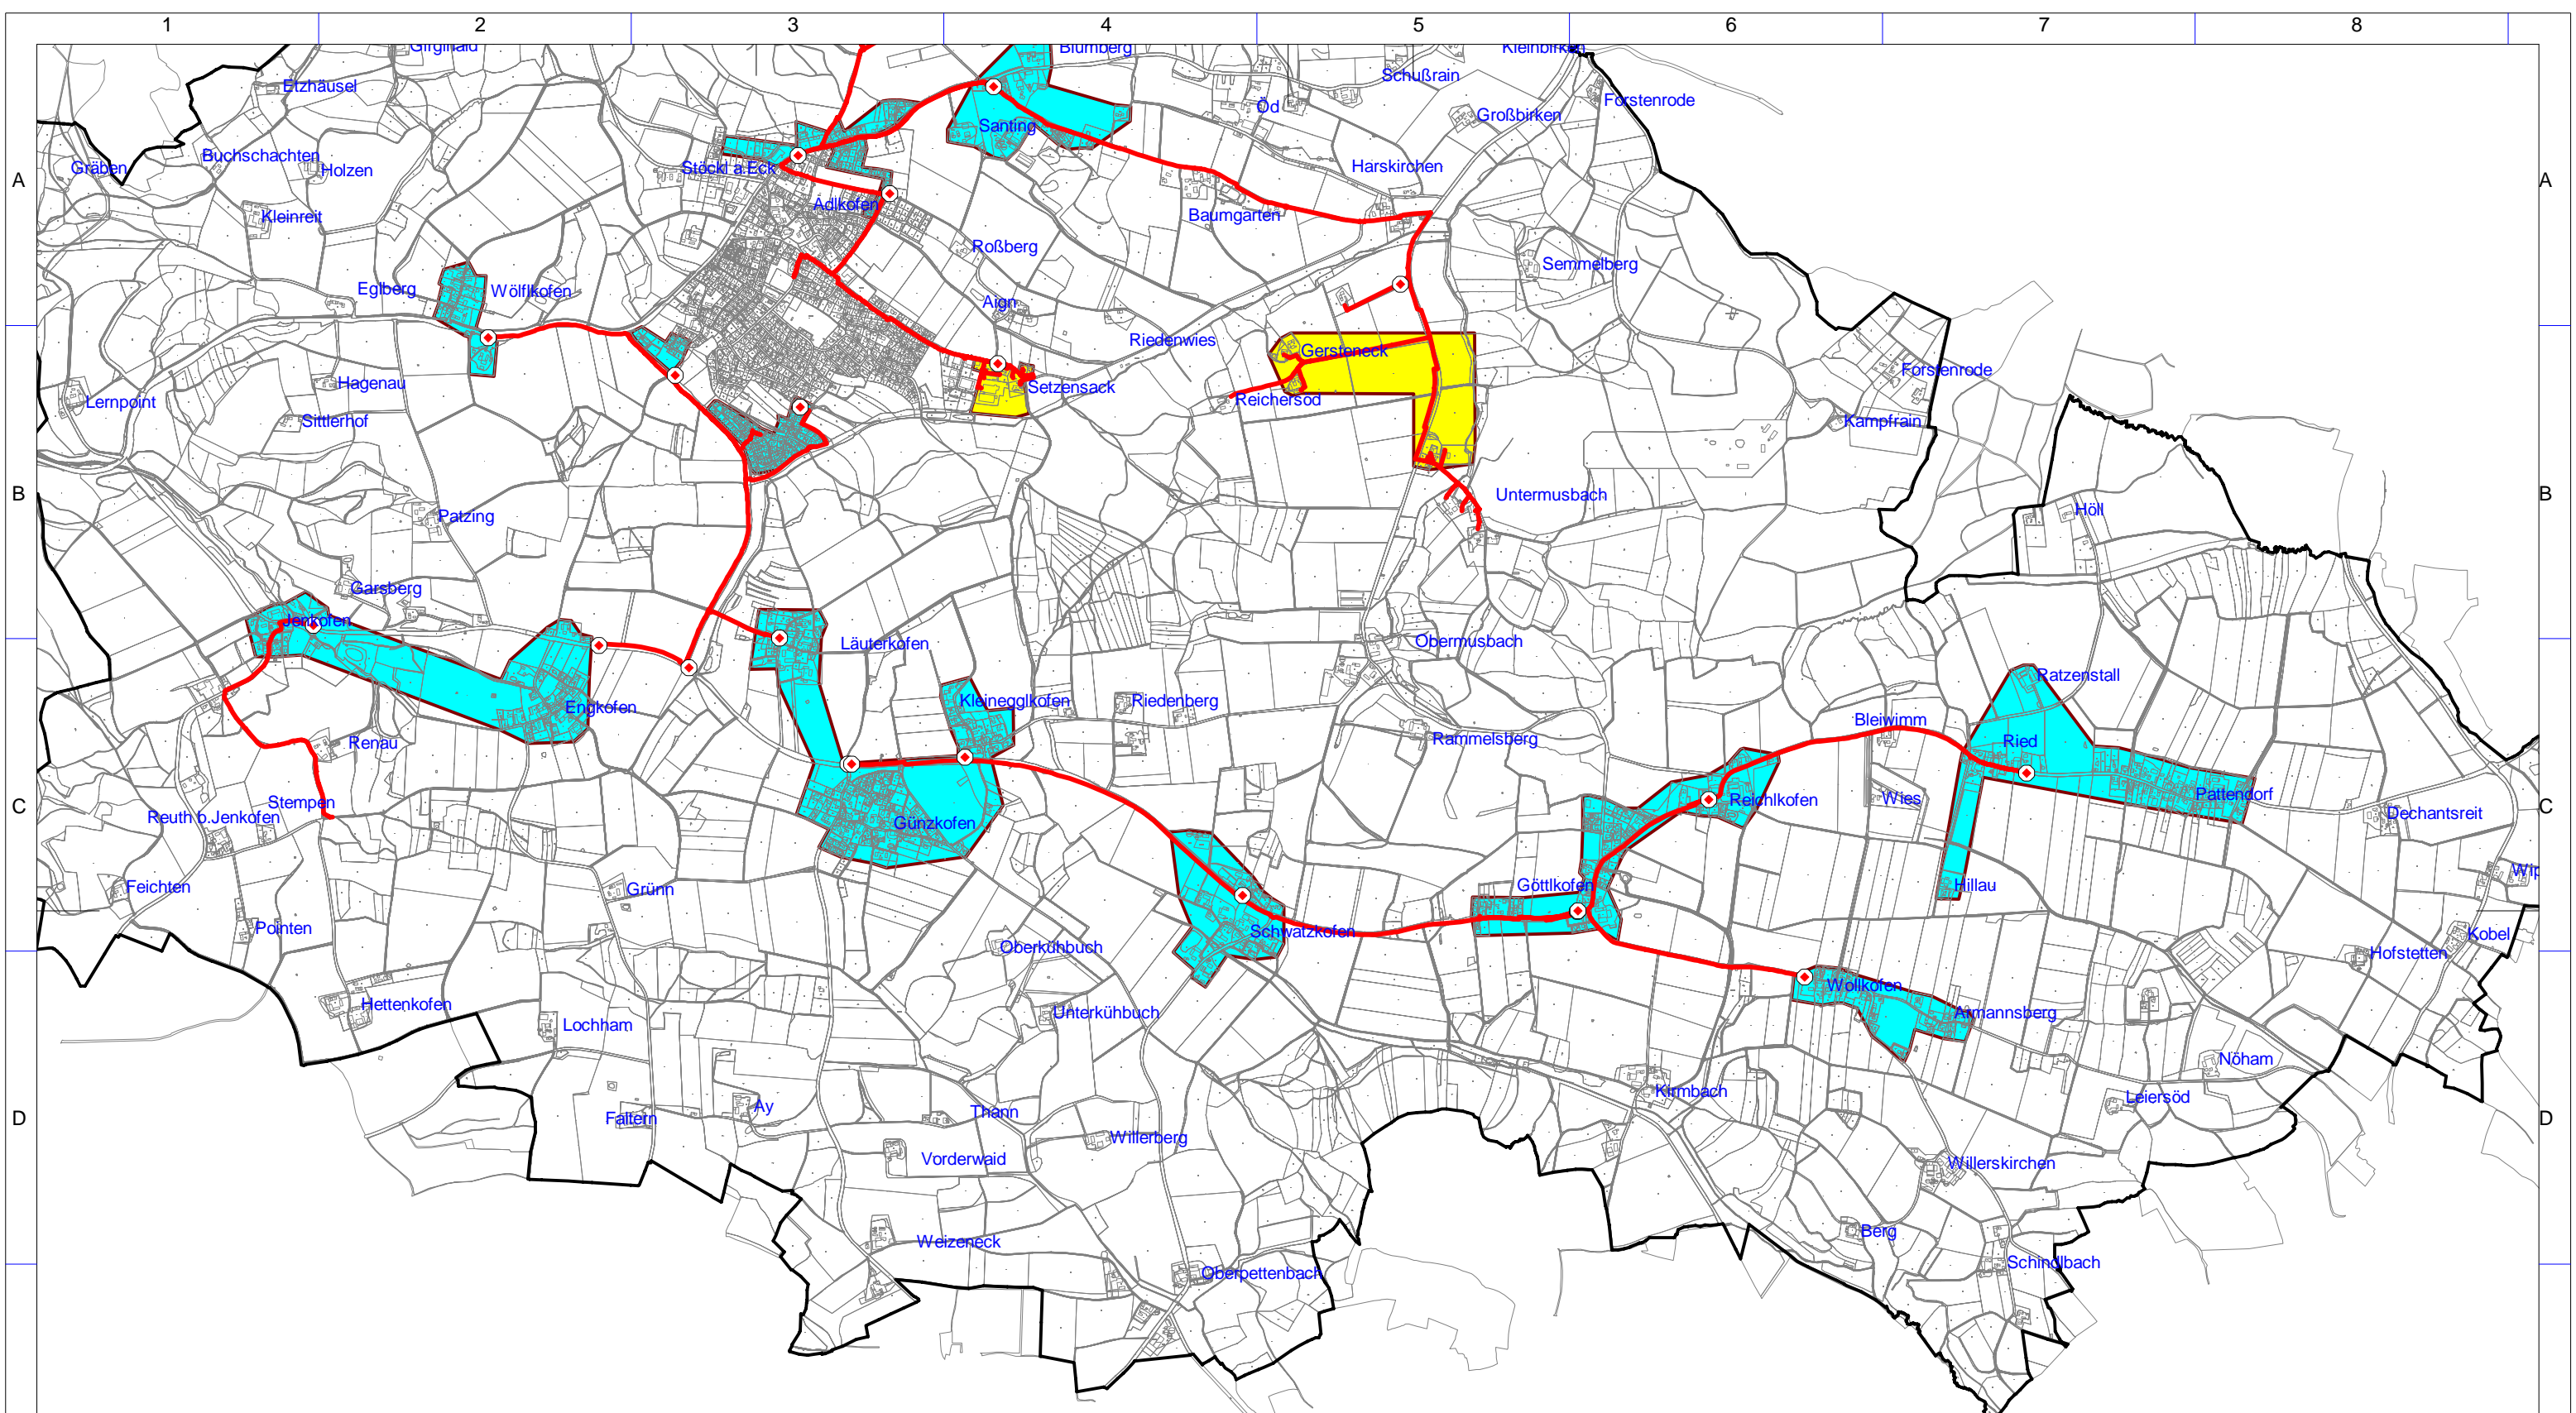 1 2 3 4 5 6 7 8
Blumberg
Kleinbirken
Schußrain
Etzhäusel
Öd
Forstenrode
Großbirken
Santing
Buchschachten
Gräben
Holzen
Stöckl a.Eck
Harskirchen
A A
Adlkofen
Kleinreit
Baumgarten
Roßberg
Semmelberg
Eglberg
Wölflkofen
Aign
Riedenwies
Gersteneck
Forstenrode
Hagenau
Setzensack
Lernpoint
Reichersöd
Sittlerhof
Kampfrain
B B
Untermusbach
Höll
Patzing
Garsberg
Jenkofen
Läuterkofen
Obermusbach
Ratzenstall
Kleinegglkofen
Riedenberg
Engkofen
Bleiwimm
Renau
Rammelsberg
Ried
Pattendorf
Stempen
Reichlkofen
Wies
C C
Reuth b.Jenkofen
Günzkofen
Dechantsreit
Feichten
Grünn
Göttlkofen
Hillau
Pointen
Schwatzkofen
Kobel
Oberkühbuch
Hofstetten
Wollkofen
Hettenkofen
Unterkühbuch
Armannsberg
Lochham
Nöham
Kirmbach
Leiersöd
Ay
Thann
Faltern
D D
Willerberg
Vorderwaid
Willerskirchen
Berg
Weizeneck
Schindlbach
Oberpettenbach